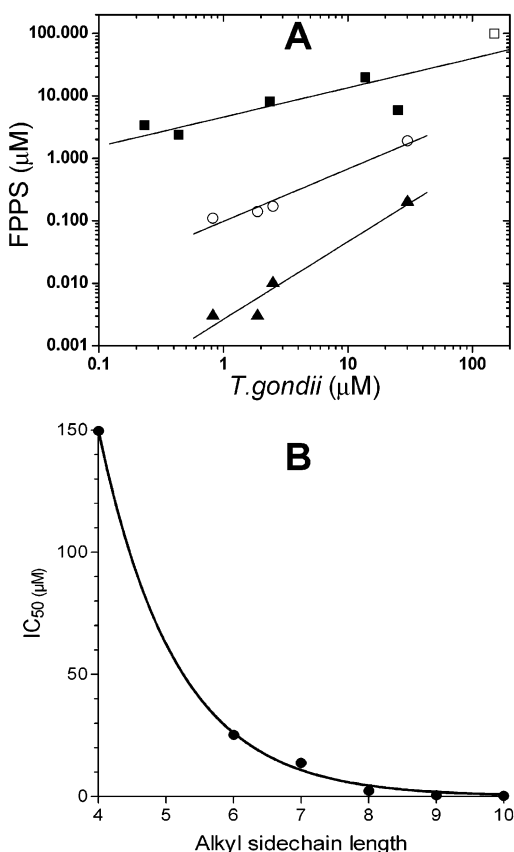 A
100.000
10.000
1.000
0.100
0.010
0.001
FPPS (μM)
0.1 1 10 100
T.gondii (μM)
B
150
100
50
0
IC50 (μM)
4 5 6 7 8 9 10
Alkyl sidechain length